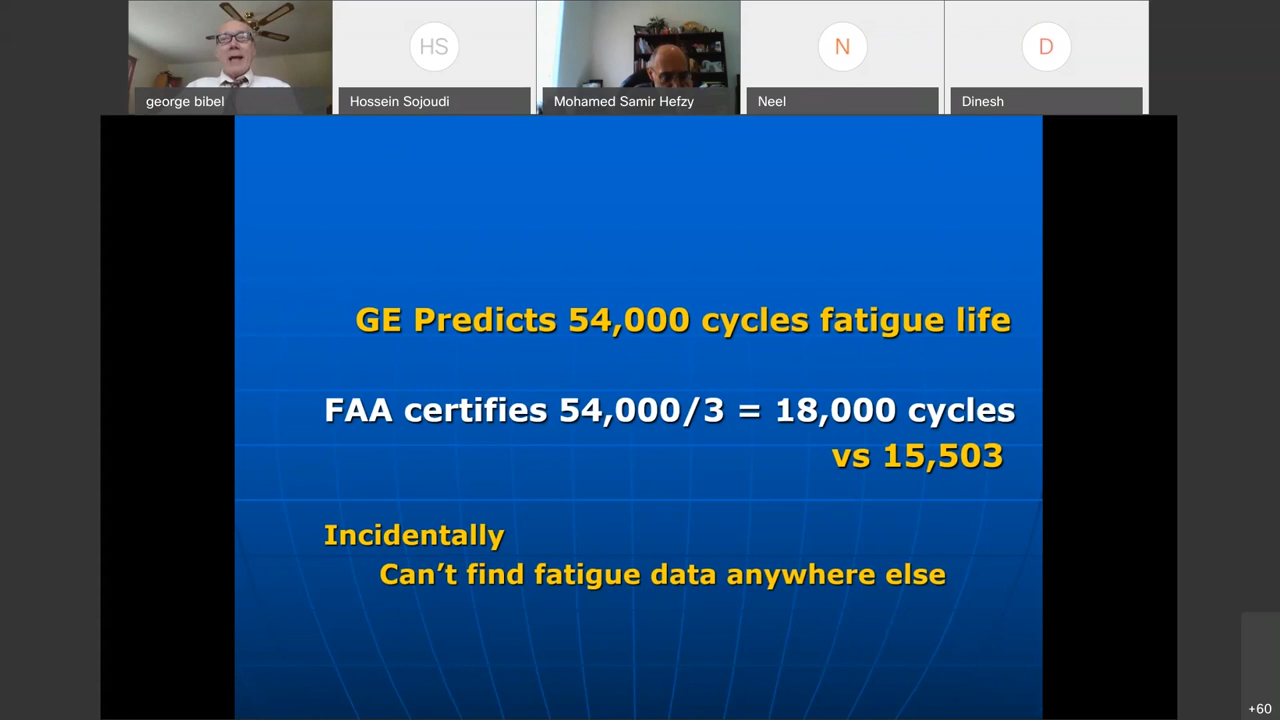 george bibel
HS
Hossein Sojoudi
Mohamed Samir Hefzy
N
Neel
D
Dinesh
GE Predicts 54,000 cycles fatigue life
FAA certifies 54,000/3 = 18,000 cycles
vs 15,503
Incidentally
Can’t find fatigue data anywhere else
+60